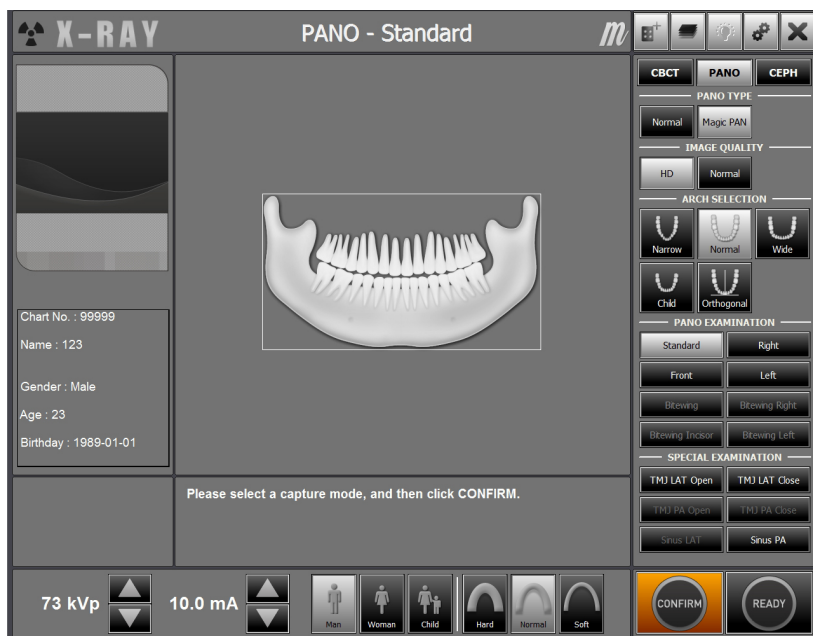 X-RAY
PANO - Standard
m
CBCT PANO CEPH
PANO TYPE
Normal Magic PAN
IMAGE QUALITY
HD Normal
ARCH SELECTION
Narrow Normal Wide
Child Orthogonal
PANO EXAMINATION
Standard Right
Front Left
Bitewing Bitewing Right
Bitewing Incisor Bitewing Left
SPECIAL EXAMINATION
TMJ LAT Open TMJ LAT Close
TMJ PA Open TMJ PA Close
Sinus LAT Sinus PA
Chart No. : 99999
Name : 123
Gender : Male
Age : 23
Birthday : 1989-01-01
Please select a capture mode, and then click CONFIRM.
73 kVp 10.0 mA
Man Woman Child Hard Normal Soft
CONFIRM READY